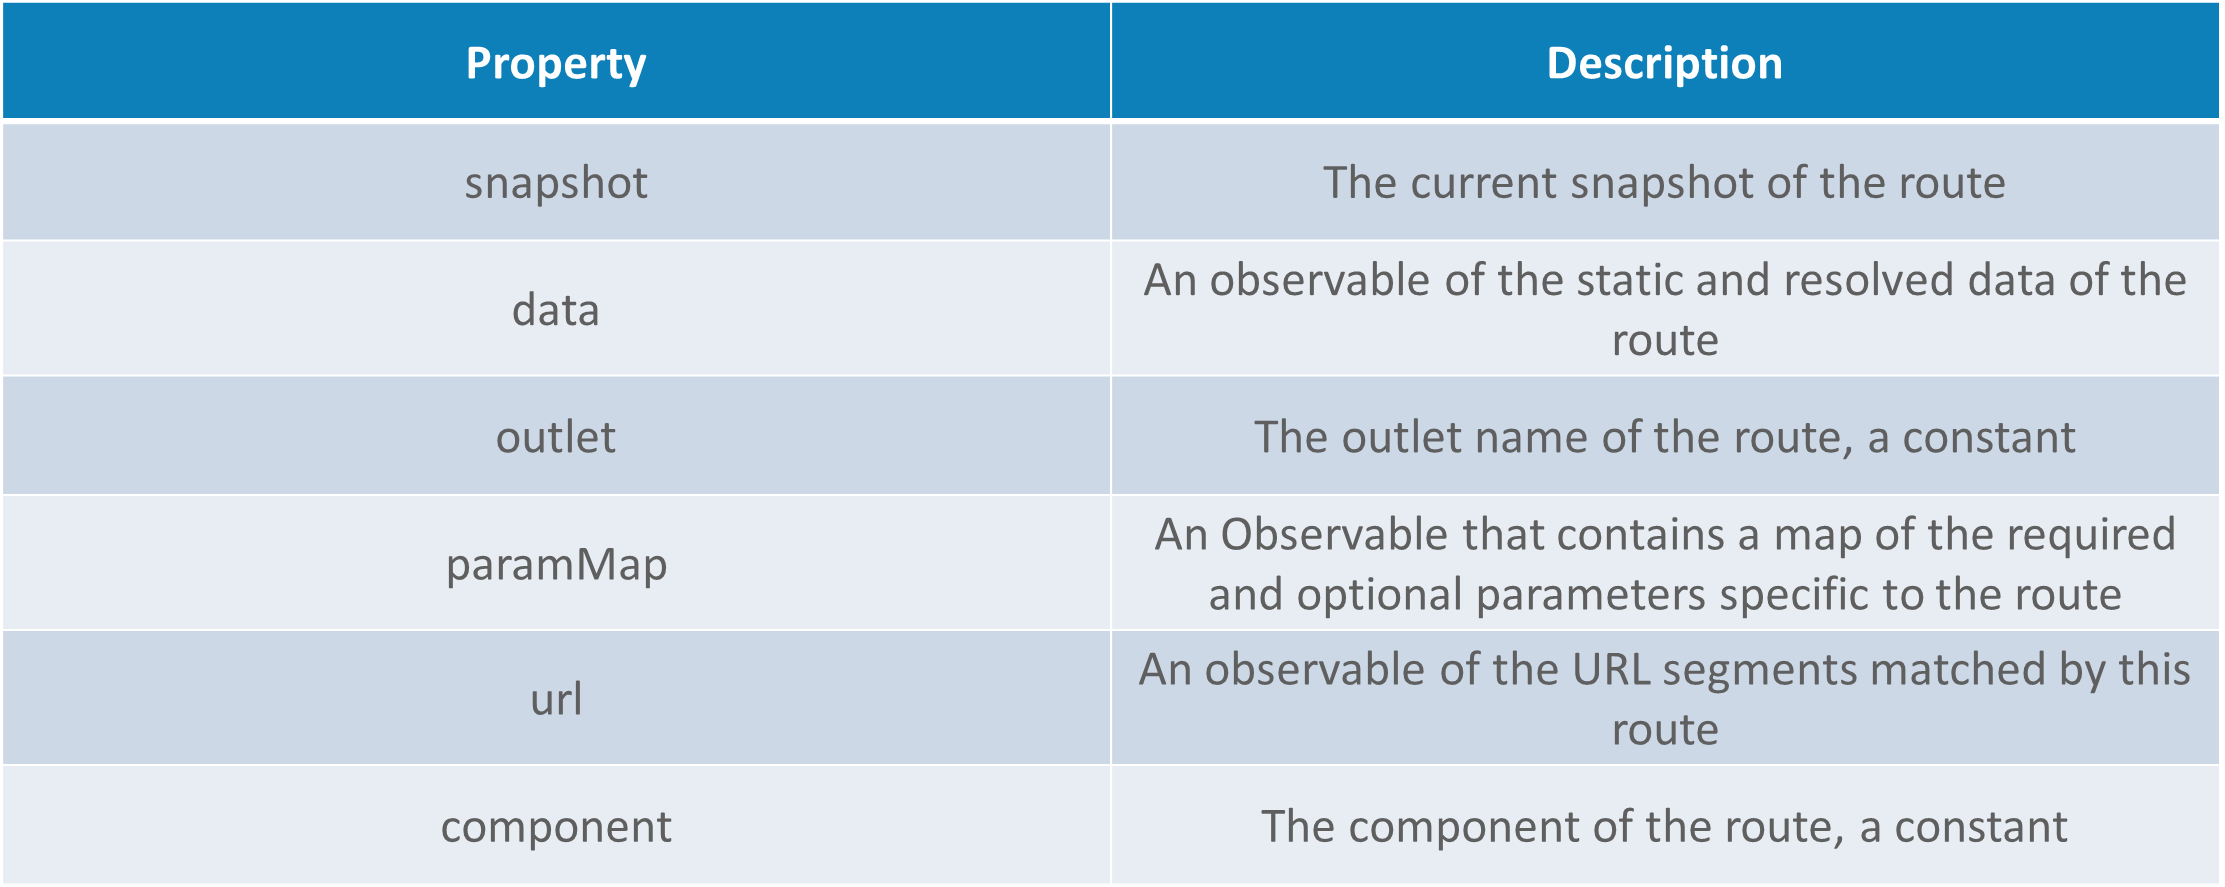 Property
Description
snapshot
The current snapshot of the route
data
An observable of the static and resolved data of the
route
outlet
The outlet name of the route, a constant
paramMap
An Observable that contains a map of the required
and optional parameters specific to the route
url
An observable of the URL segments matched by this
route
component
The component of the route, a constant